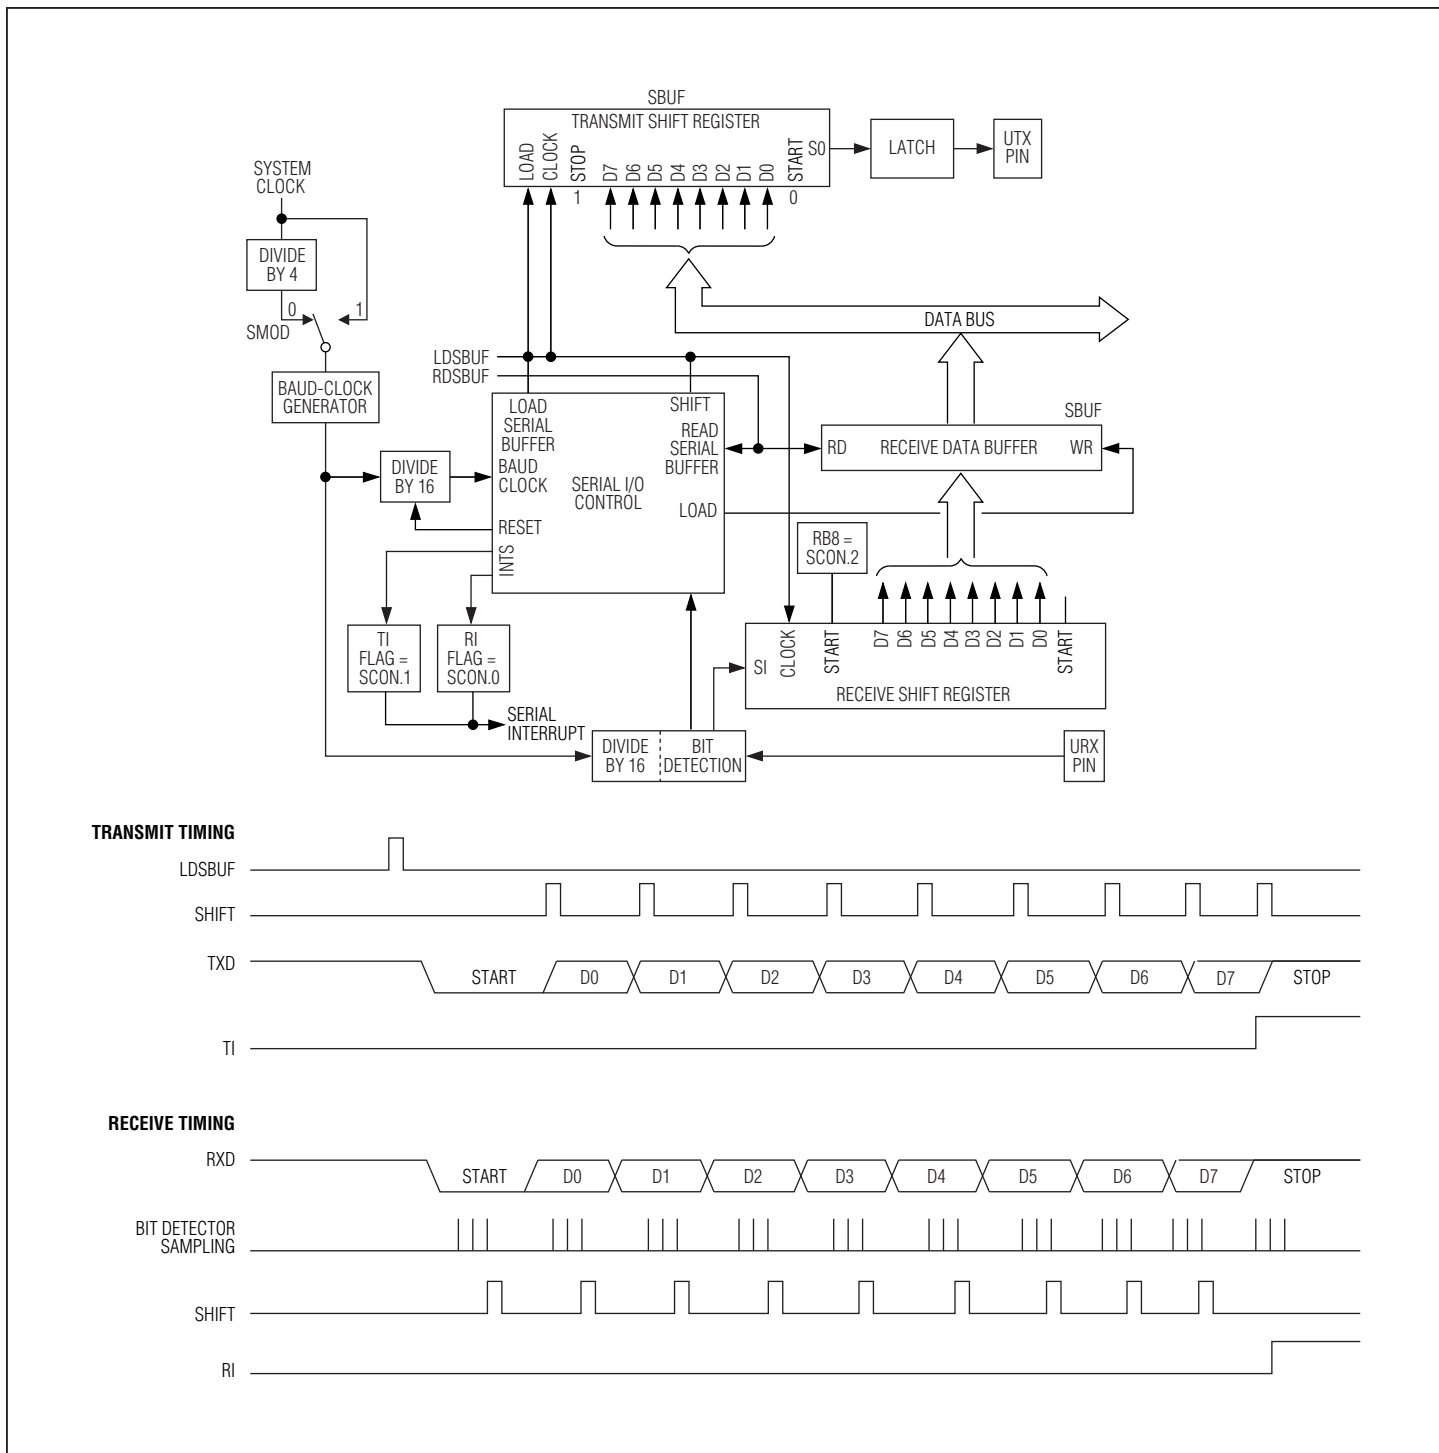 SBUF
TRANSMIT SHIFT REGISTER
LOAD
CLOCK
STOP
1
D7
D6
D5
D4
D3
D2
D1
D0
START
0
S0
LATCH
UTX
PIN
SYSTEM
CLOCK
DIVIDE
BY 4
0
1
SMOD
BAUD-CLOCK
GENERATOR
DATA BUS
LDSBUF
RDSBUF
LOAD
SERIAL
BUFFER
SHIFT
READ
SERIAL
BUFFER
BAUD
CLOCK
SERIAL I/O
CONTROL
LOAD
RESET
INTS
DIVIDE
BY 16
SBUF
RD
RECEIVE DATA BUFFER
WR
RB8 =
SCON.2
TI
FLAG =
SCON.1
RI
FLAG =
SCON.0
SERIAL
INTERRUPT
SI
CLOCK
START
D7
D6
D5
D4
D3
D2
D1
D0
START
RECEIVE SHIFT REGISTER
DIVIDE
BY 16
BIT
DETECTION
URX
PIN
TRANSMIT TIMING
LDSBUF
SHIFT
TXD
START
D0
D1
D2
D3
D4
D5
D6
D7
STOP
TI
RECEIVE TIMING
RXD
START
D0
D1
D2
D3
D4
D5
D6
D7
STOP
BIT DETECTOR
SAMPLING
SHIFT
RI